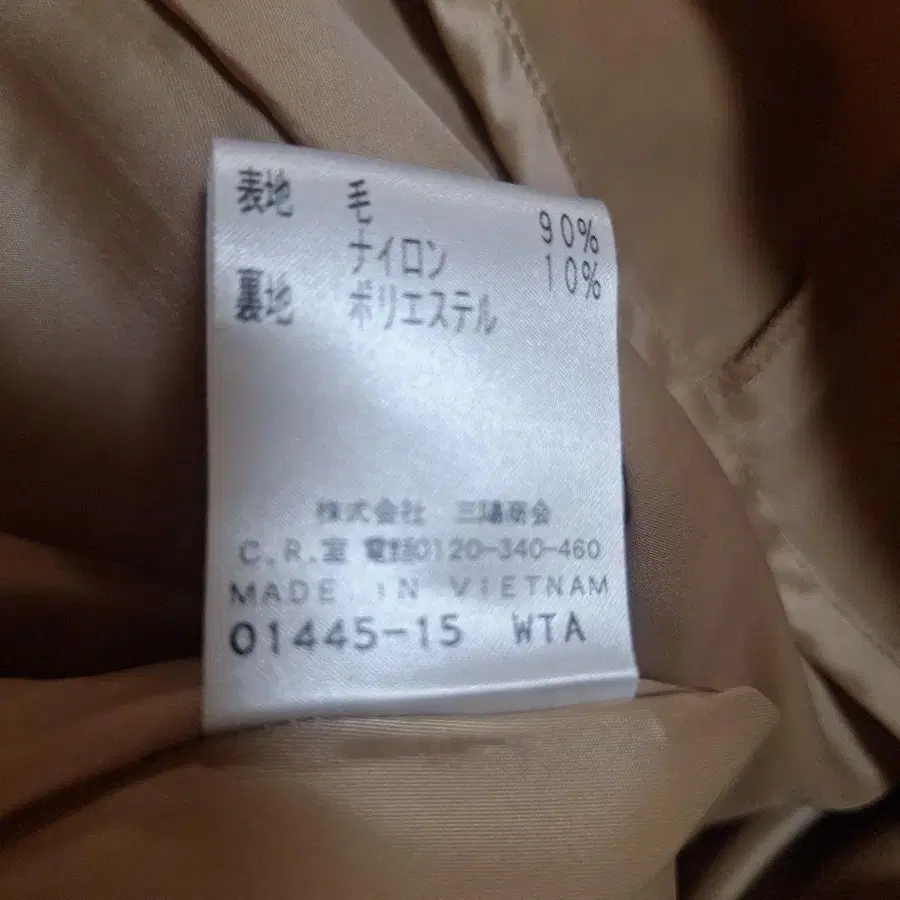 表地 毛 90%
ナイロン 10%
裏地 ポリエステル
株式会社 三陽商会
C.R.室 電話0120-340-460
MADE IN VIETNAM
01445-15 WTA